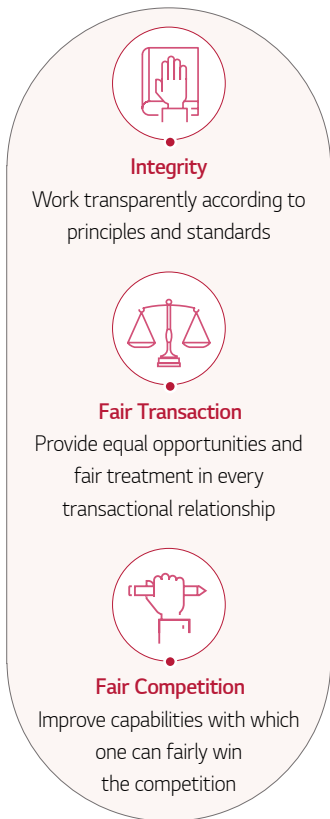 Integrity
Work transparently according to
principles and standards
Fair Transaction
Provide equal opportunities and
fair treatment in every
transactional relationship
Fair Competition
Improve capabilities with which
one can fairly win
the competition